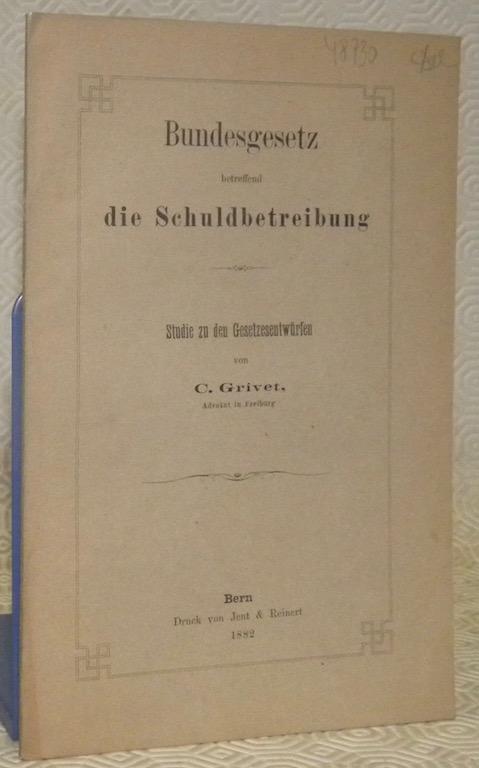 48730
Bundesgesetz
betreffend
die Schuldbetreibung
Studie zu den Gesetzesentwürfen
von
C. Grivet,
Advokat in Freiburg
Bern
Druck von Jent & Reinert
1882